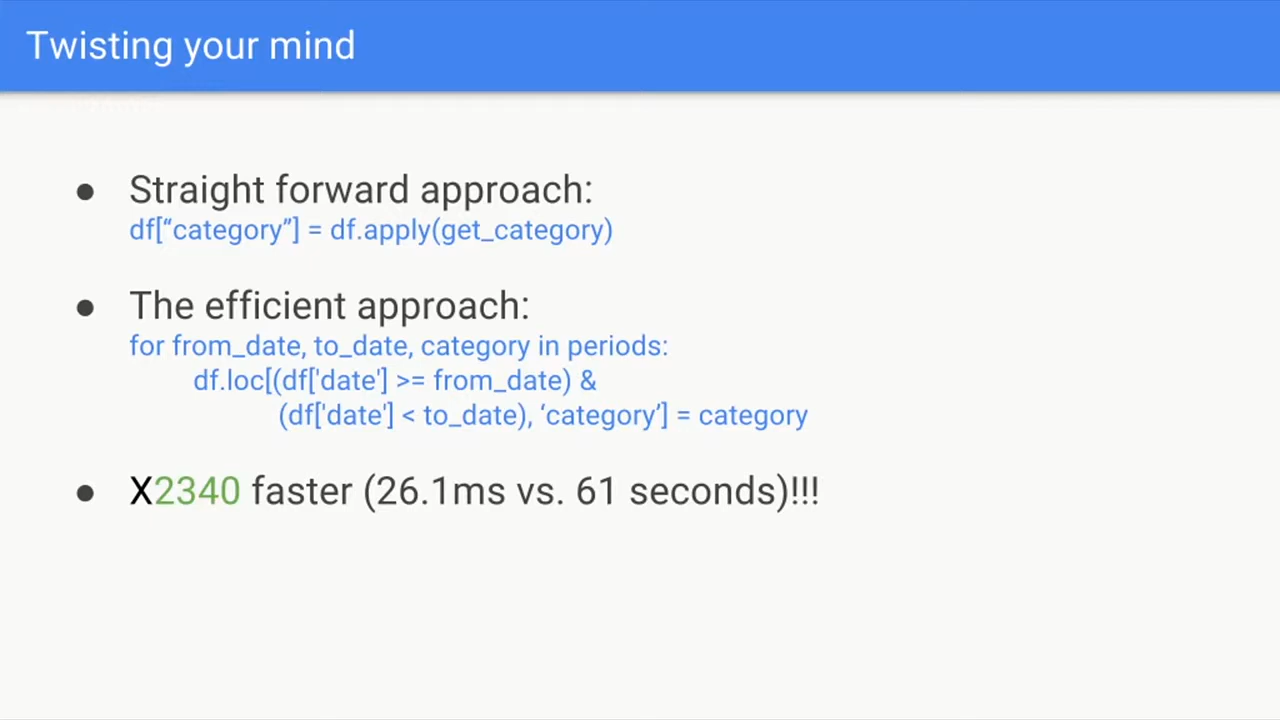 Twisting your mind
● Straight forward approach:
df[“category”] = df.apply(get_category)
● The efficient approach:
for from_date, to_date, category in periods:
df.loc[(df['date'] >= from_date) &
(df['date'] < to_date), ‘category’] = category
● X2340 faster (26.1ms vs. 61 seconds)!!!